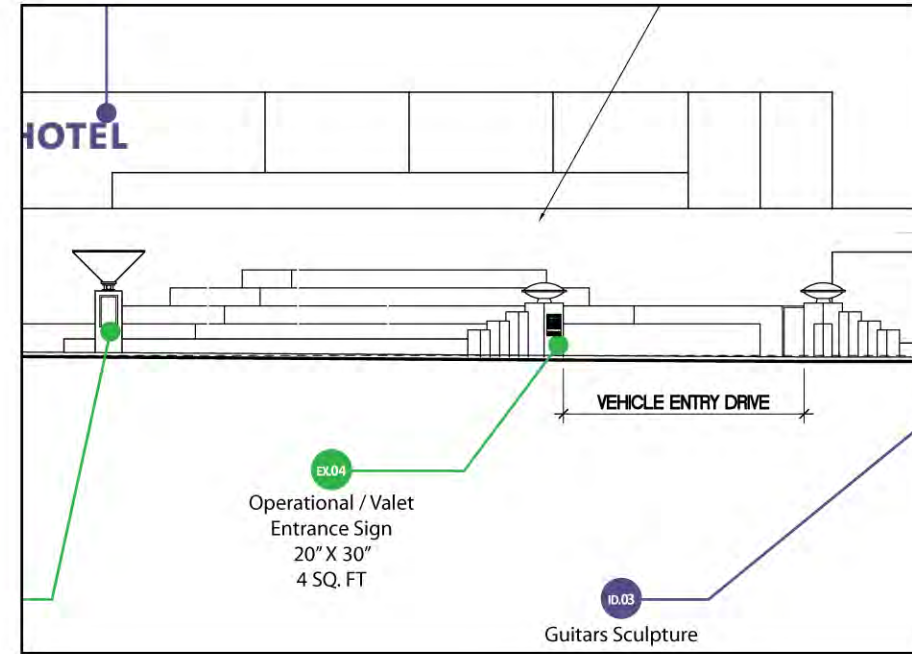 HOTEL
VEHICLE ENTRY DRIVE
EX.04
Operational / Valet
Entrance Sign
20" X 30"
4 SQ. FT
ID.03
Guitars Sculpture